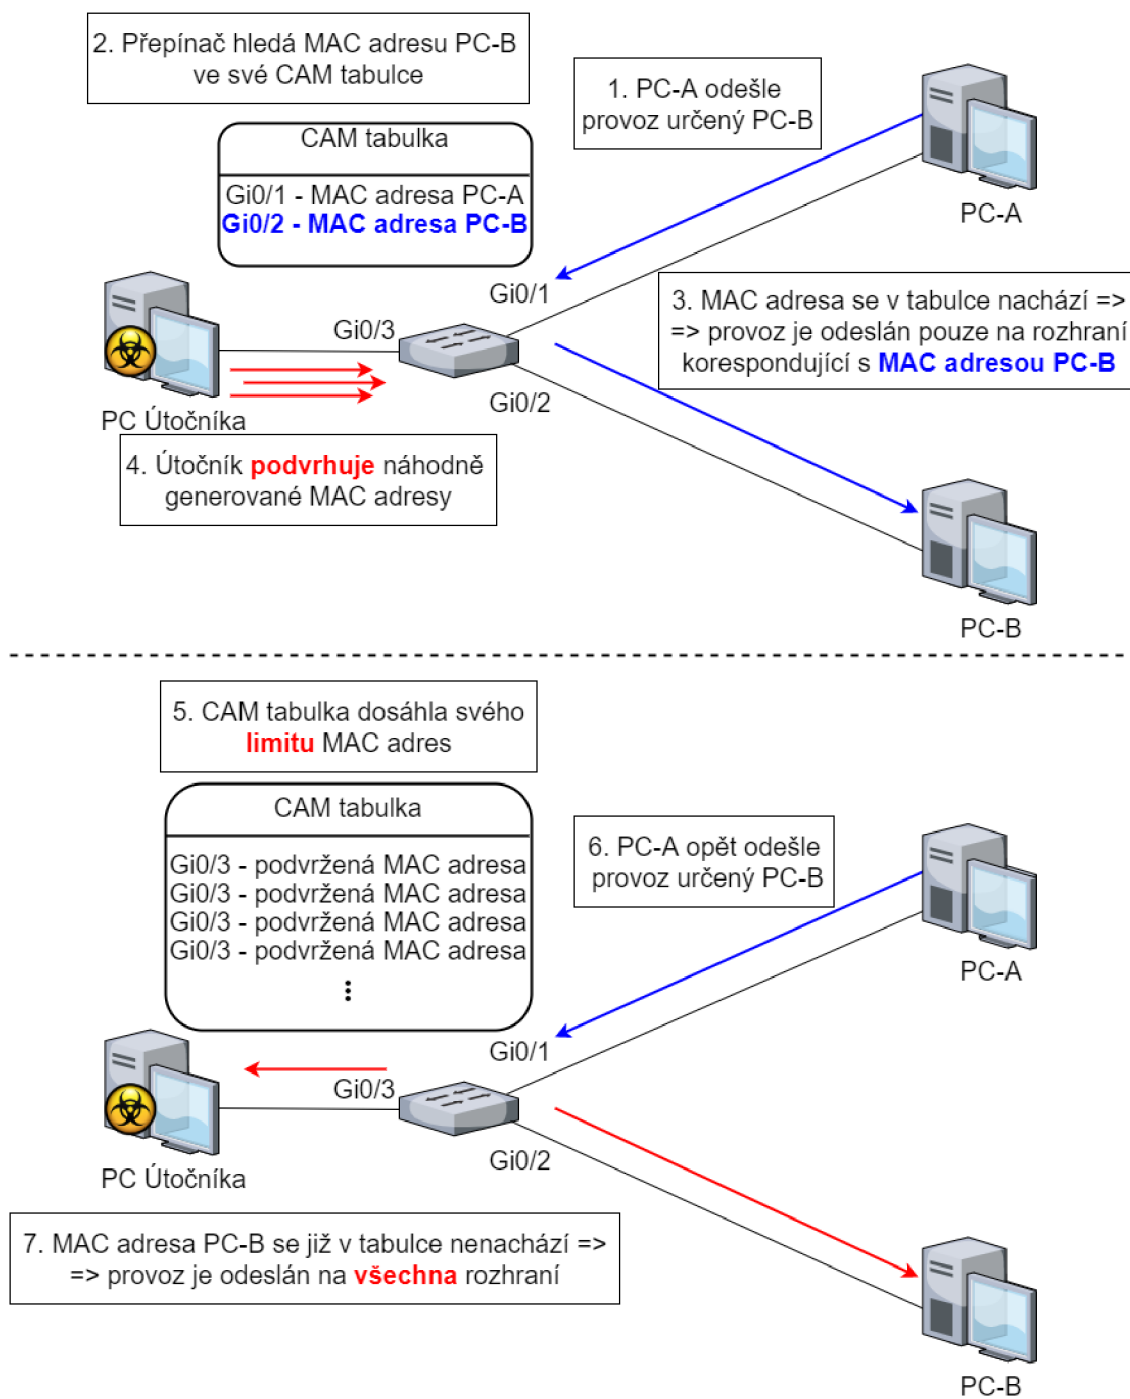 2. Přepínač hledá MAC adresu PC-B
ve své CAM tabulce
1. PC-A odešle
provoz určený PC-B
CAM tabulka
Gi0/1 - MAC adresa PC-A
Gi0/2 - MAC adresa PC-B
PC-A
Gi0/1
3. MAC adresa se v tabulce nachází =>
=> provoz je odeslán pouze na rozhraní
korespondující s MAC adresou PC-B
Gi0/3
Gi0/2
PC Útočníka
4. Útočník podvrhuje náhodně
generované MAC adresy
PC-B
5. CAM tabulka dosáhla svého
limitu MAC adres
CAM tabulka
Gi0/3 - podvržená MAC adresa
Gi0/3 - podvržená MAC adresa
Gi0/3 - podvržená MAC adresa
Gi0/3 - podvržená MAC adresa
6. PC-A opět odešle
provoz určený PC-B
PC-A
Gi0/1
Gi0/3
Gi0/2
PC Útočníka
7. MAC adresa PC-B se již v tabulce nenachází =>
=> provoz je odeslán na všechna rozhraní
PC-B